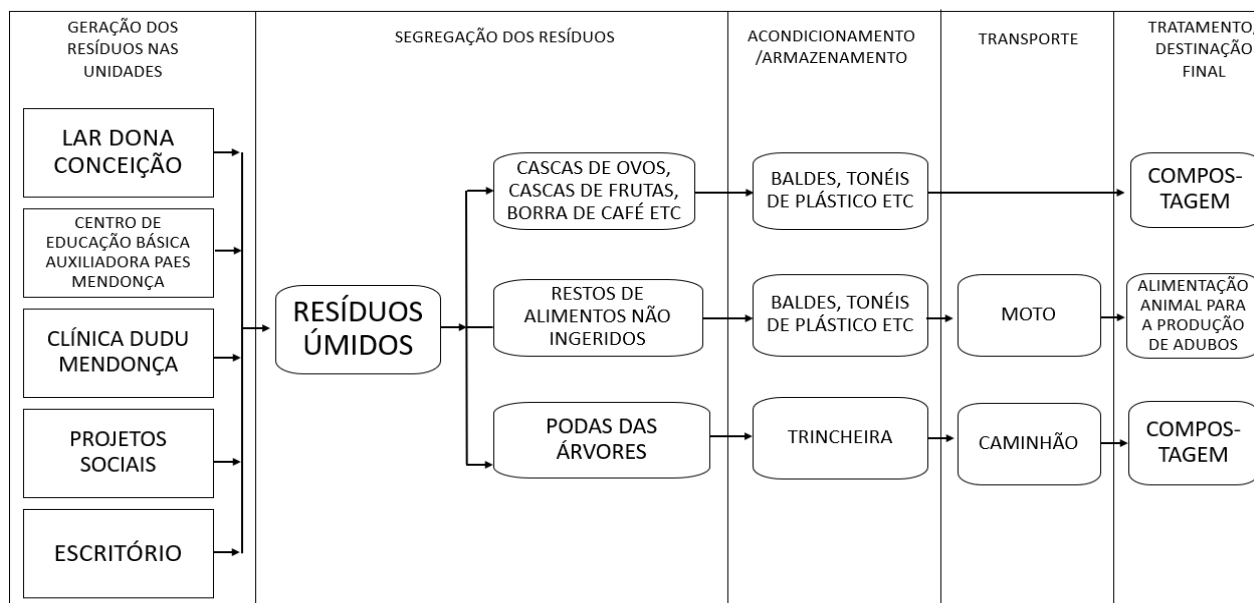 GERAÇÃO DOS
RESÍDUOS NAS
UNIDADES
SEGREGAÇÃO DOS RESÍDUOS
ACONDICIONAMENTO
/ARMAZENAMENTO
TRANSPORTE
TRATAMENTO,
DESTINAÇÃO
FINAL
LAR DONA
CONCEIÇÃO
CENTRO DE
EDUCAÇÃO BÁSICA
AUXILIADORA PAES
MENDONÇA
CLÍNICA DUDU
MENDONÇA
PROJETOS
SOCIAIS
ESCRITÓRIO
RESÍDUOS
ÚMIDOS
CASCAS DE OVOS,
CASCAS DE FRUTAS,
BORRA DE CAFÉ ETC
BALDES, TONÉIS
DE PLÁSTICO ETC
COMPOS-
TAGEM
RESTOS DE
ALIMENTOS NÃO
INGERIDOS
BALDES, TONÉIS
DE PLÁSTICO ETC
MOTO
ALIMENTAÇÃO
ANIMAL PARA
A PRODUÇÃO
DE ADUBOS
PODAS DAS
ÁRVORES
TRINCHEIRA
CAMINHÃO
COMPOS-
TAGEM